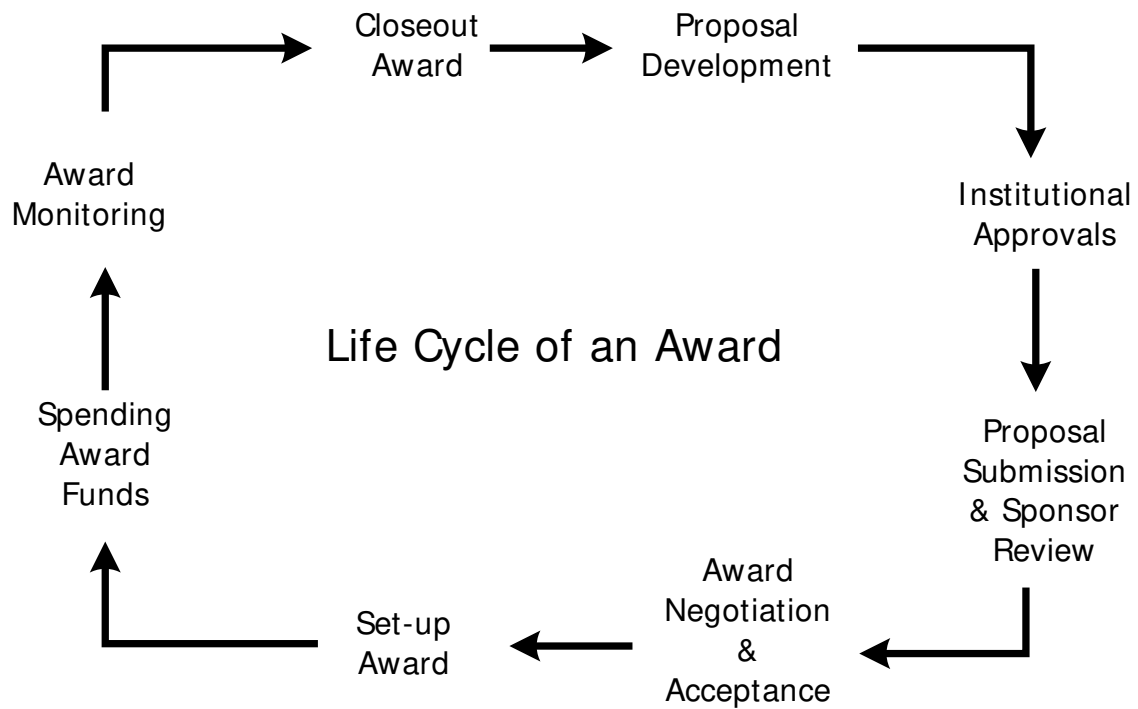 Closeout
Award
Proposal
Development
Institutional
Approvals
Proposal
Submission
& Sponsor
Review
Award
Negotiation
&
Acceptance
Set-up
Award
Spending
Award
Funds
Award
Monitoring
Life Cycle of an Award